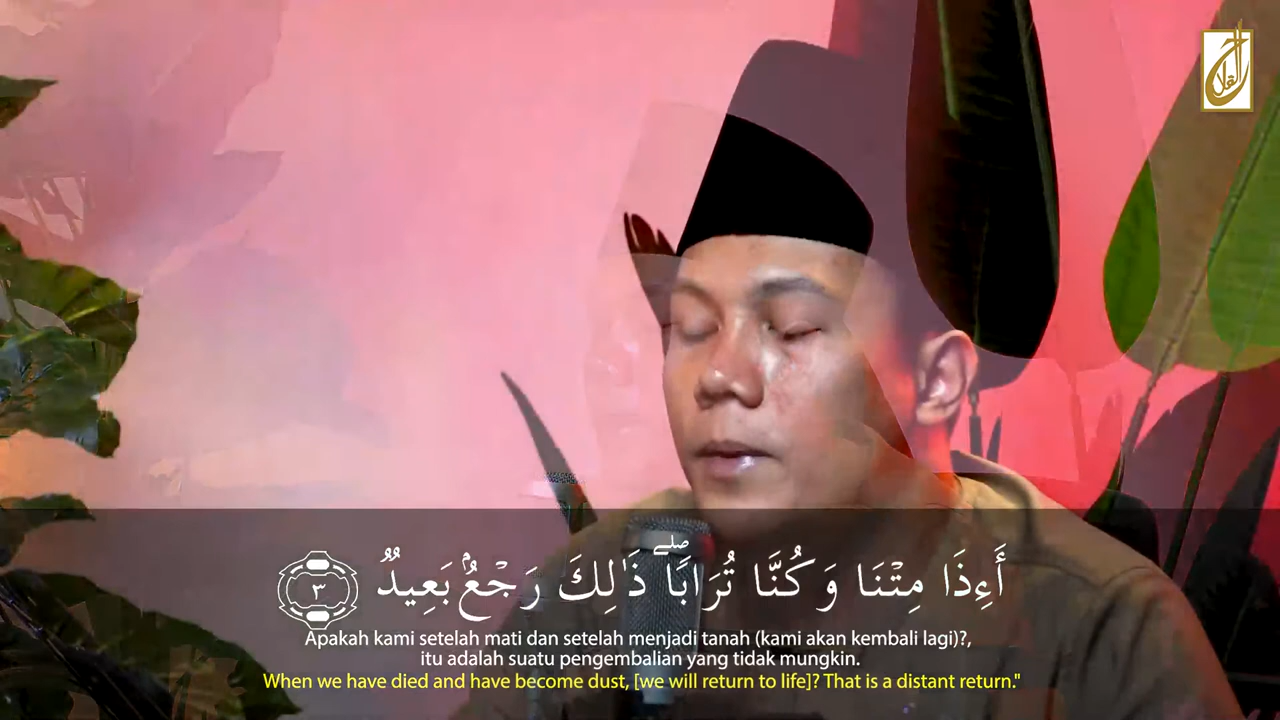 العلا
أَءِذَا مِتْنَا وَكُنَّا تُرَابًاۖ ذَٰلِكَ رَجْعُۢ بَعِيدٞ ٣
Apakah kami setelah mati dan setelah menjadi tanah (kami akan kembali lagi)?,
itu adalah suatu pengembalian yang tidak mungkin.
When we have died and have become dust, [we will return to life]? That is a distant return."